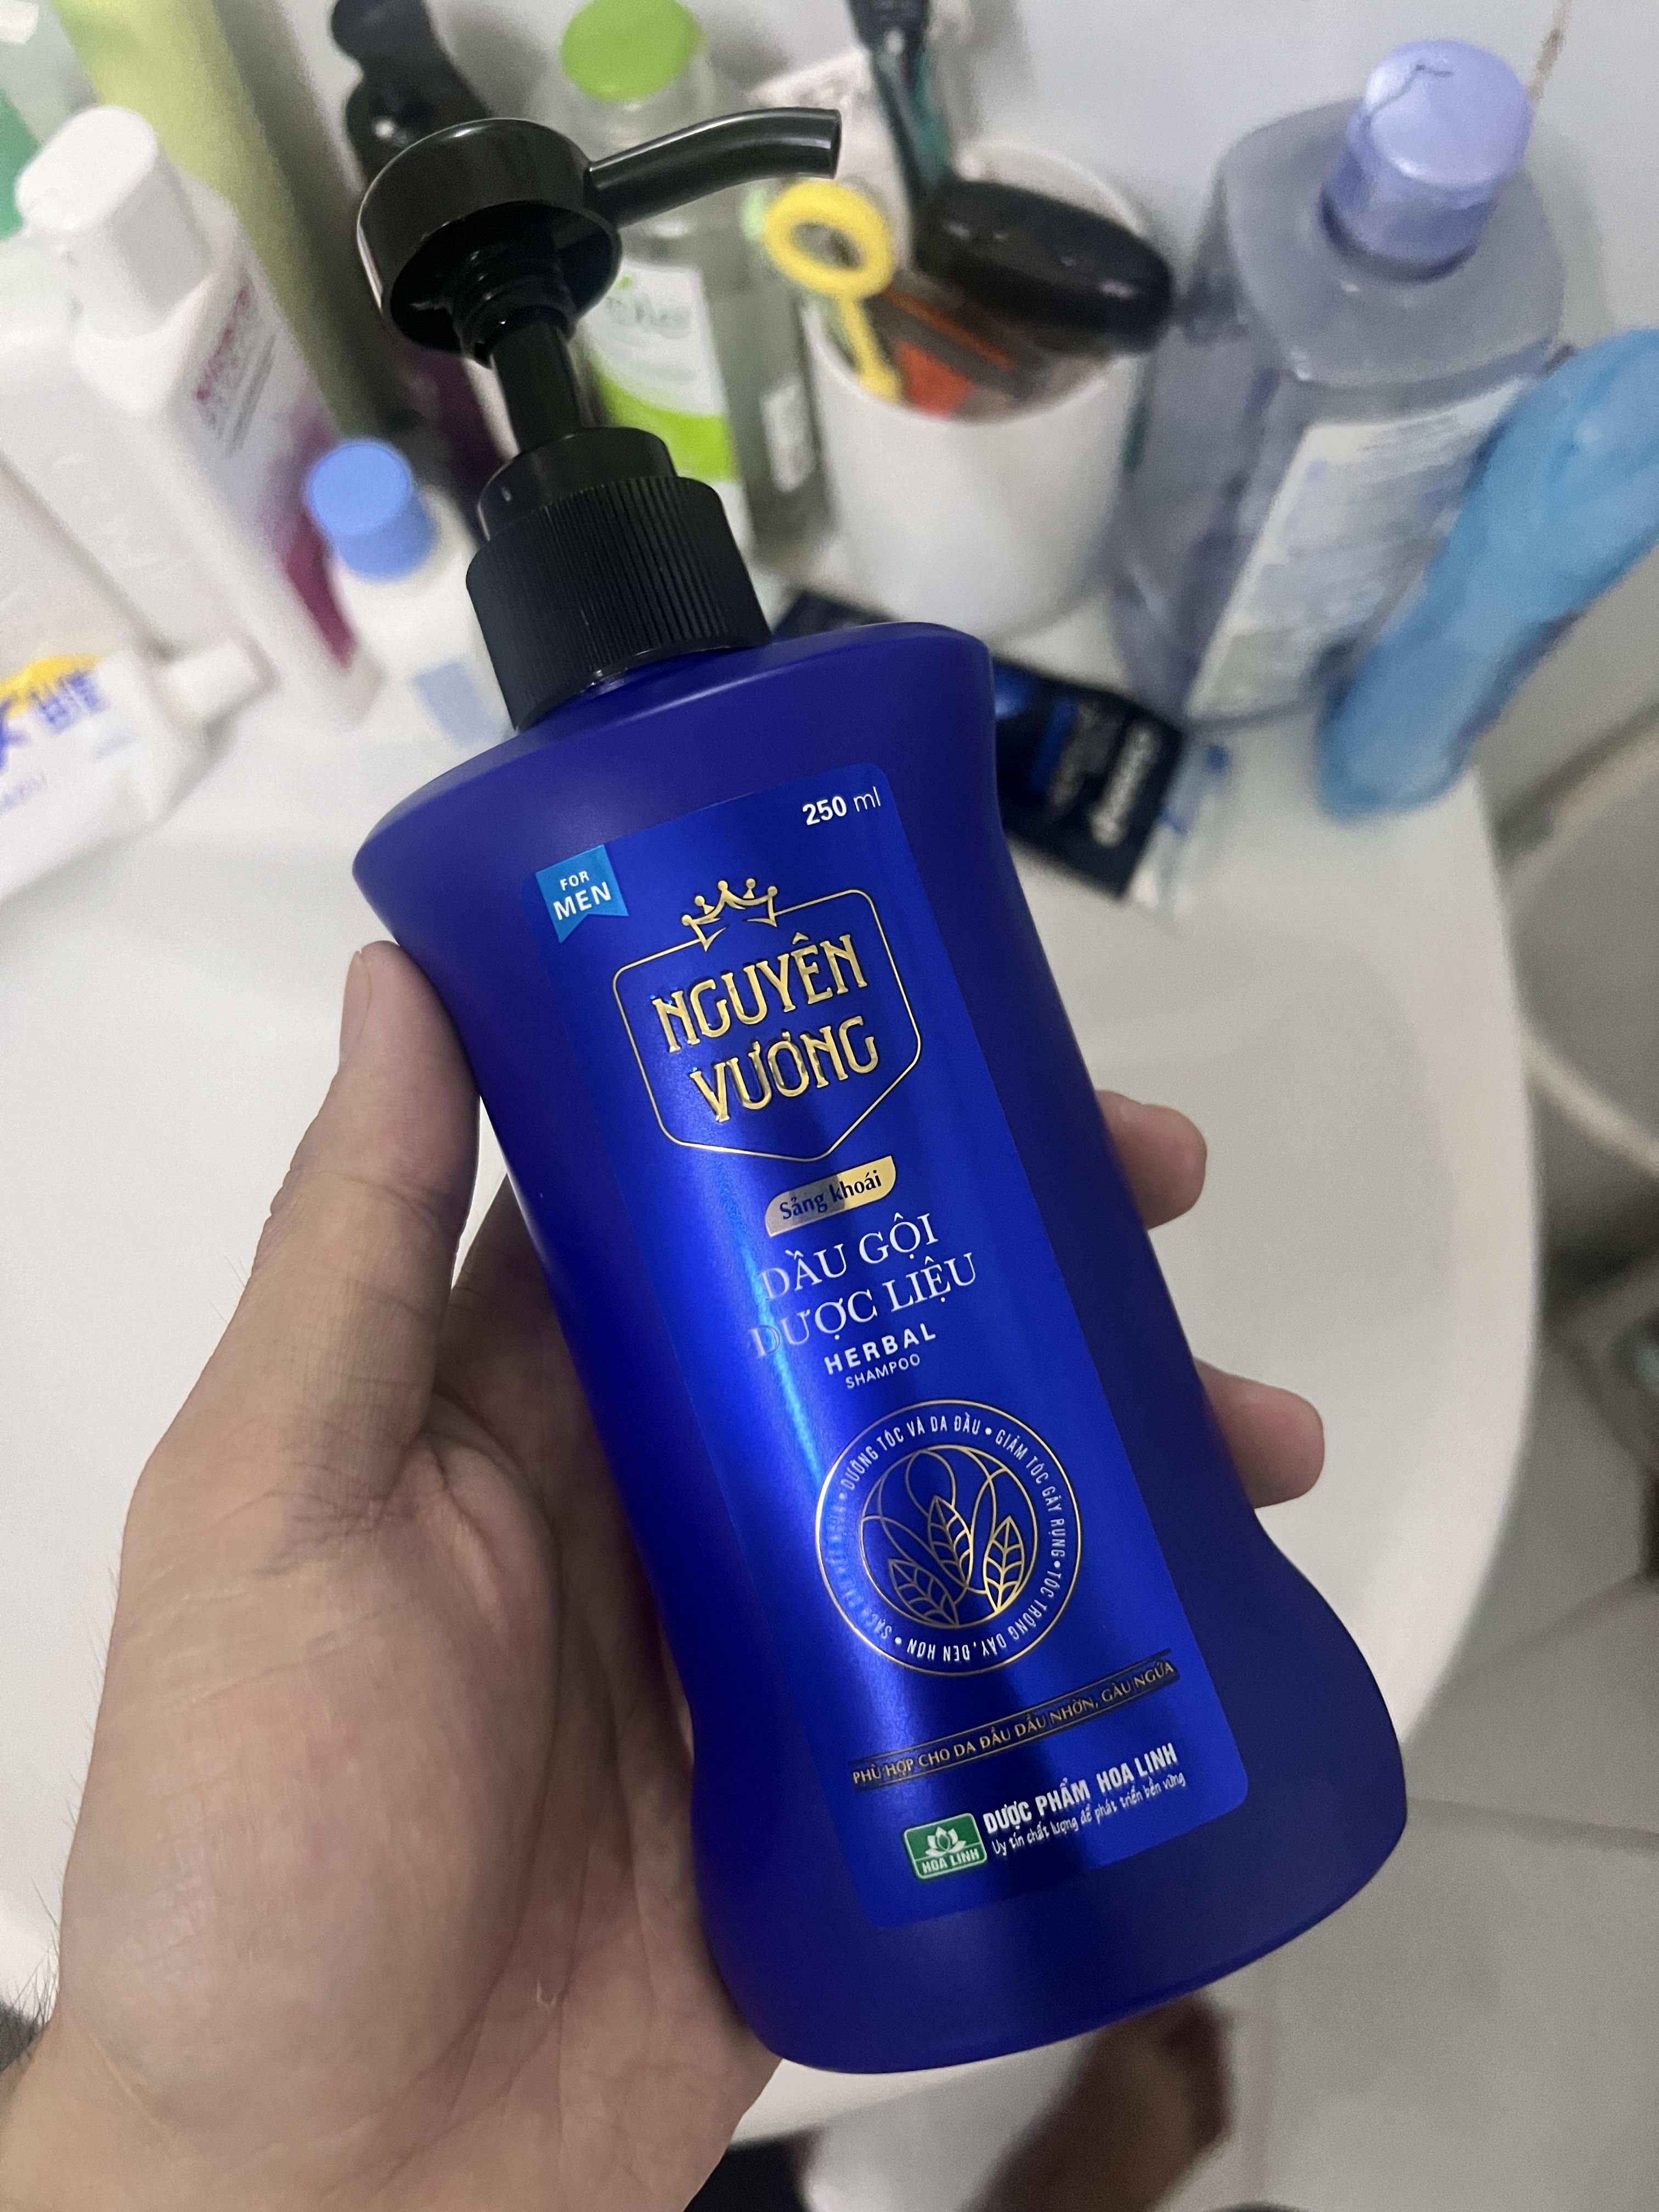 250 ml
FOR
MEN
NGUYÊN
VƯƠNG
Sảng khoái
DẦU GỘI
DƯỢC LIỆU
HERBAL
SHAMPOO
DƯỠNG TÓC VÀ DA ĐẦU • GIẢM TÓC GÃY RỤNG • TÓC TRÔNG DÀY, ĐEN HƠN • SẠCH
PHÙ HỢP CHO DA ĐẦU DẦU NHỜN, GÀU NGỨA
DƯỢC PHẨM HOA LINH
Uy tín chất lượng để phát triển bền vững
HOA LINH